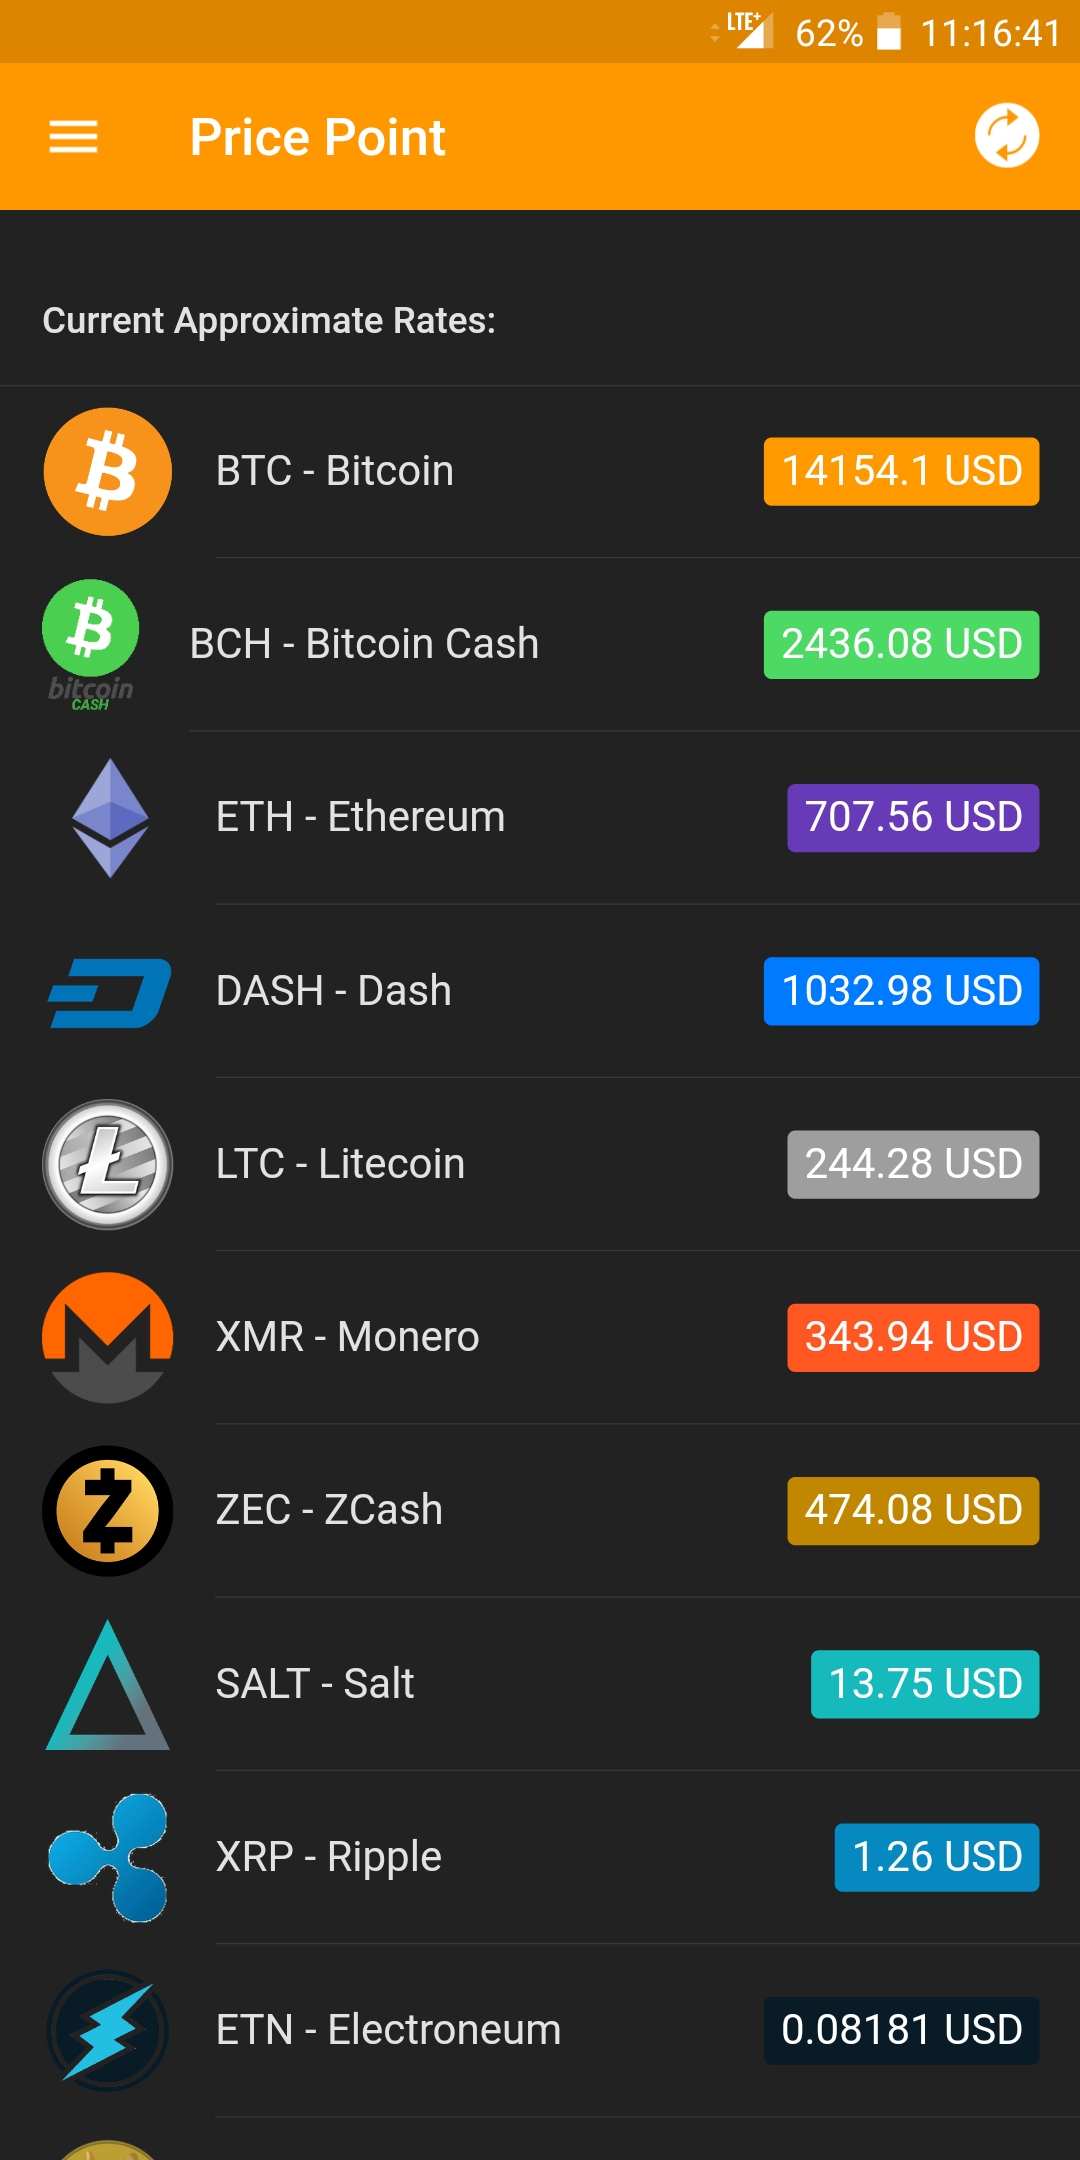 LTE+ 62% 11:16:41
Price Point
Current Approximate Rates:
BTC - Bitcoin 14154.1 USD
BCH - Bitcoin Cash 2436.08 USD
bitcoin
CASH
ETH - Ethereum 707.56 USD
DASH - Dash 1032.98 USD
LTC - Litecoin 244.28 USD
XMR - Monero 343.94 USD
ZEC - ZCash 474.08 USD
SALT - Salt 13.75 USD
XRP - Ripple 1.26 USD
ETN - Electroneum 0.08181 USD